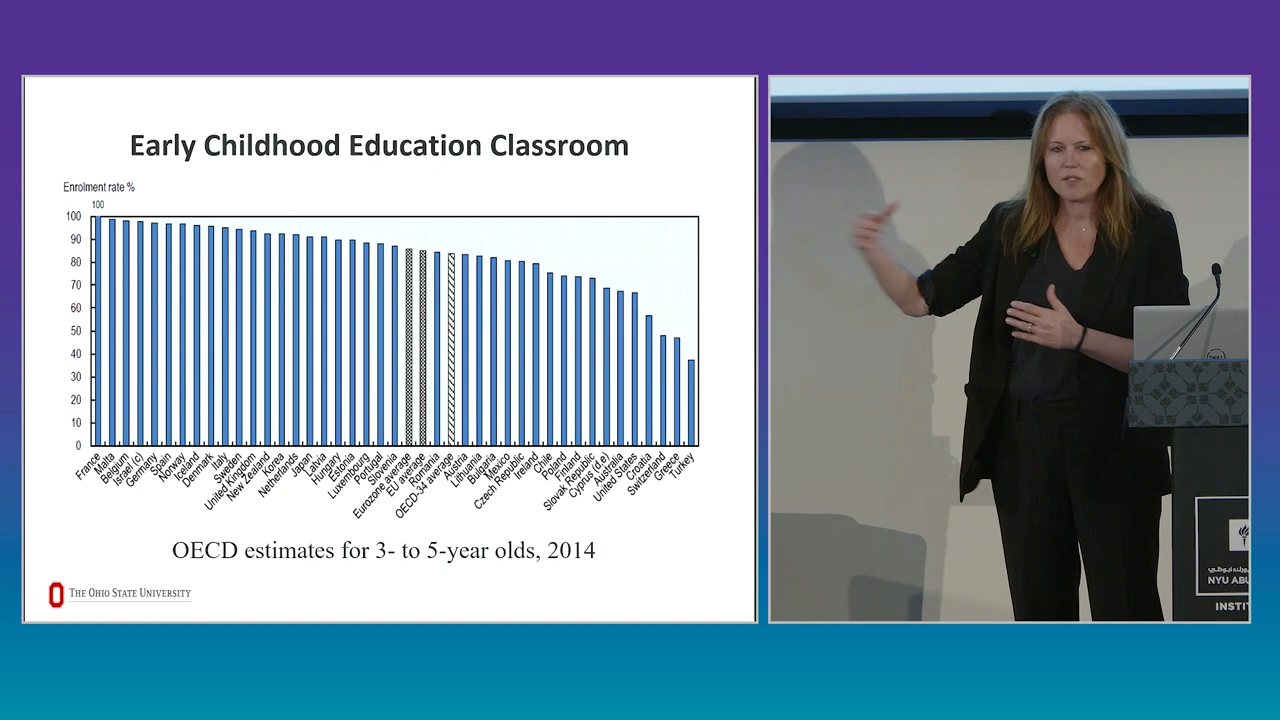 Early Childhood Education Classroom
Enrolment rate %
100
100
90
80
70
60
50
40
30
20
10
0
France
Malta
Belgium
Israel (c)
Germany
Spain
Norway
Iceland
Denmark
Italy
Sweden
United Kingdom
New Zealand
Korea
Netherlands
Japan
Latvia
Hungary
Estonia
Luxembourg
Portugal
Slovenia
Eurozone average
EU average
Romania
OECD-34 average
Austria
Lithuania
Bulgaria
Mexico
Czech Republic
Ireland
Chile
Poland
Finland
Slovak Republic
Cyprus (d,e)
Australia
United States
Croatia
Switzerland
Greece
Turkey
OECD estimates for 3- to 5-year olds, 2014
THE OHIO STATE UNIVERSITY
DELL
NYU ABU
INSTI